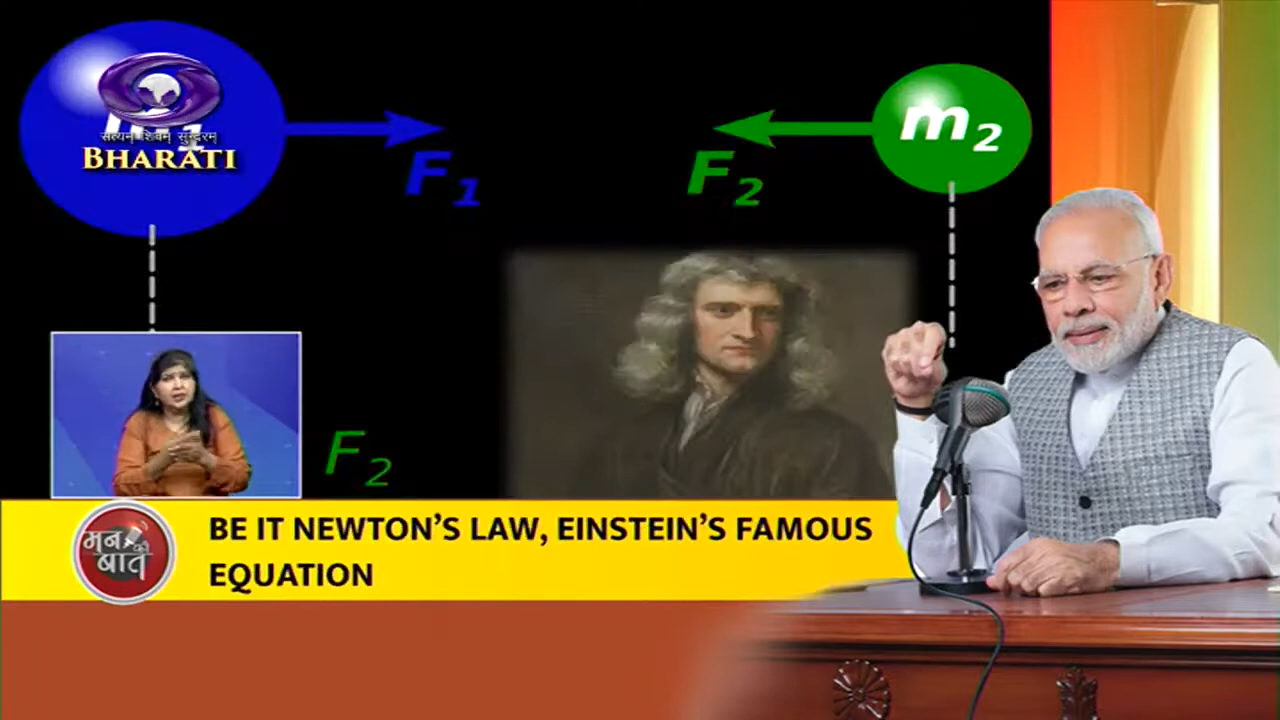 सत्यम् शिवम् सुन्दरम्
BHARATI
m₂
F₁
F₂
F₂
मन की बात
BE IT NEWTON'S LAW, EINSTEIN'S FAMOUS
EQUATION